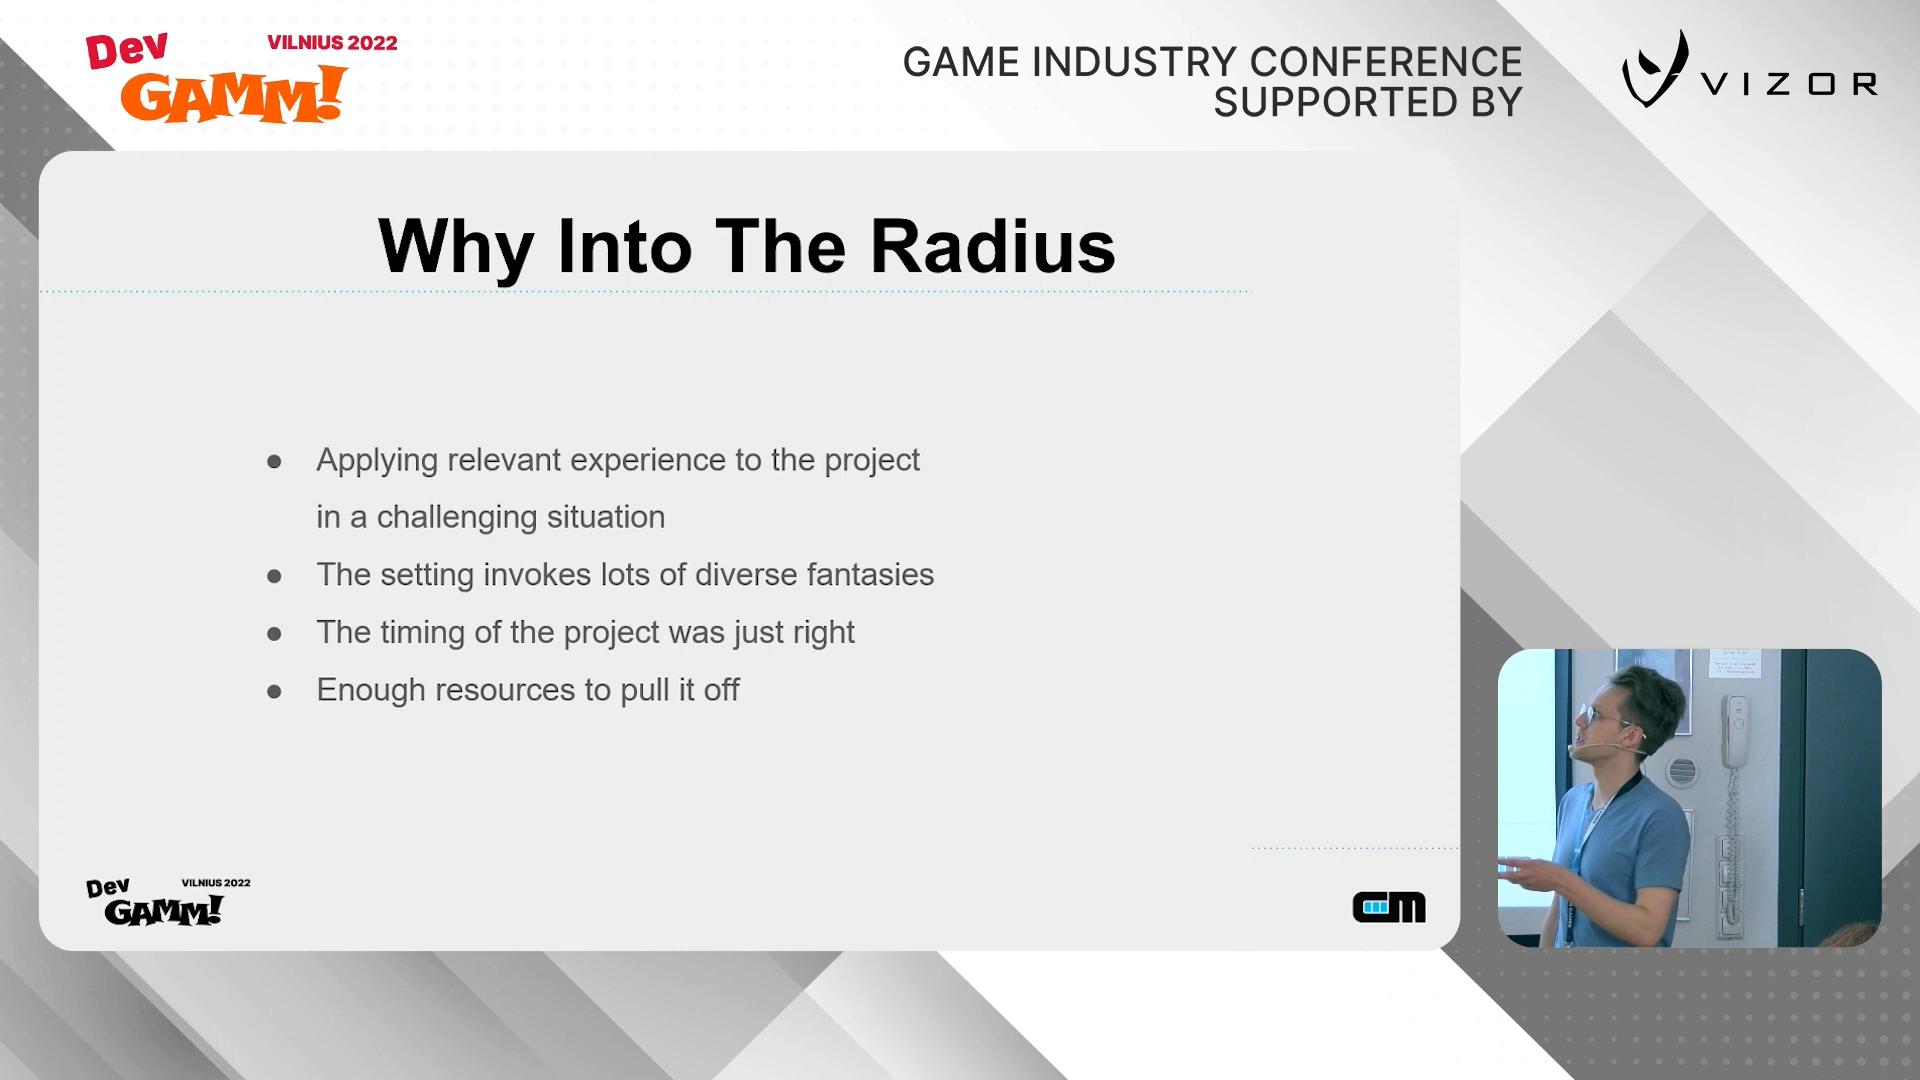 Dev
GAMM!
VILNIUS 2022
GAME INDUSTRY CONFERENCE
SUPPORTED BY
VIZOR
Why Into The Radius
● Applying relevant experience to the project
in a challenging situation
● The setting invokes lots of diverse fantasies
● The timing of the project was just right
● Enough resources to pull it off
Dev
GAMM!
VILNIUS 2022
CM